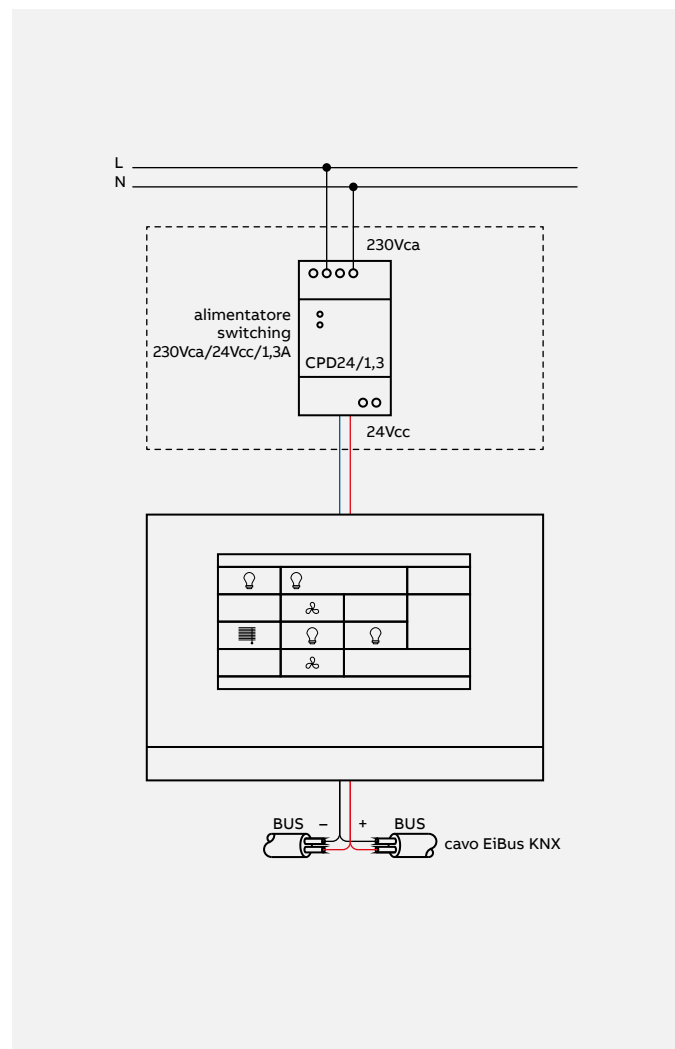 L
N
230Vca
alimentatore
switching
230Vca/24Vcc/1,3A
CPD24/1,3
24Vcc
BUS – + BUS
cavo EiBus KNX